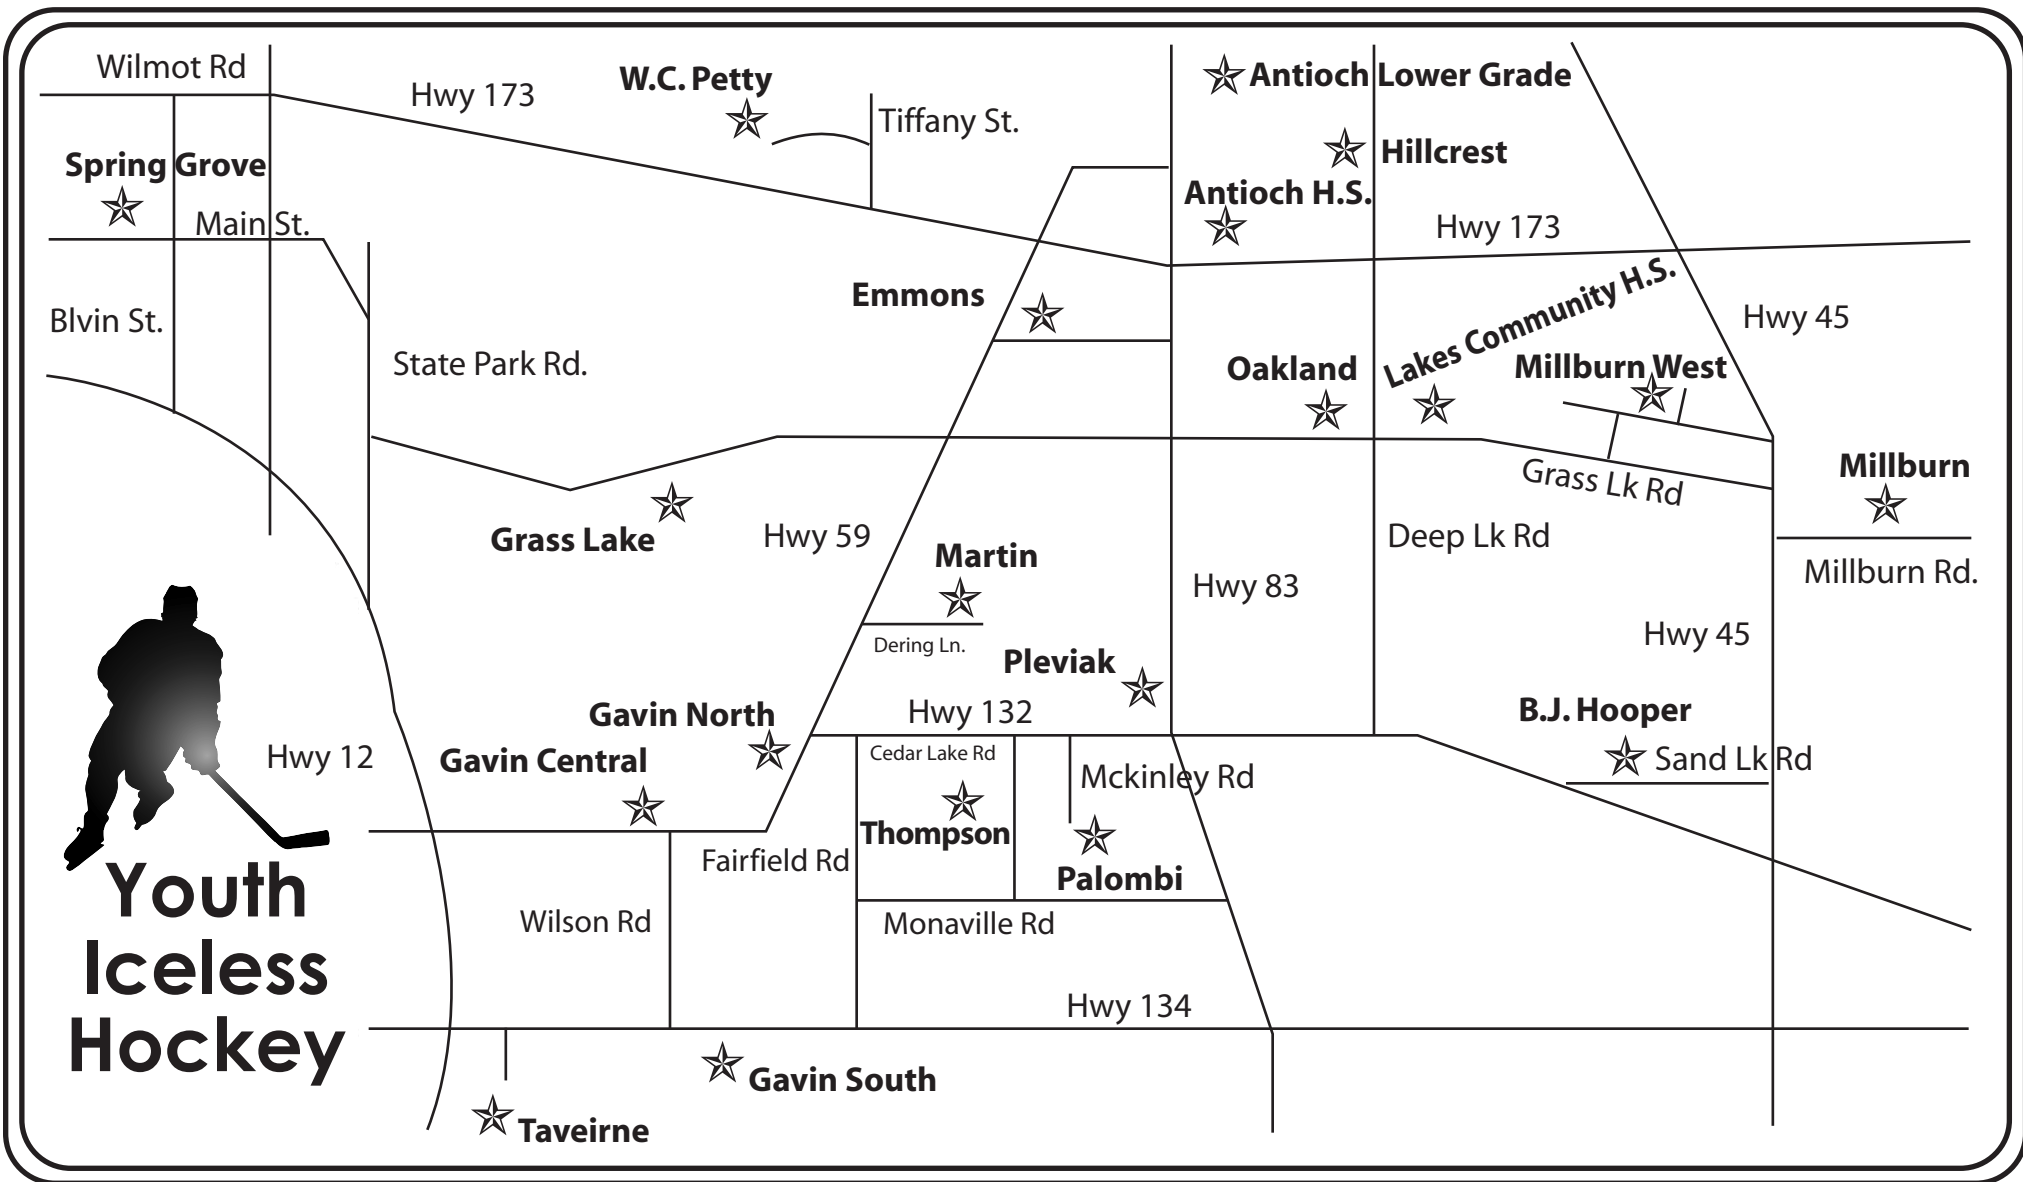 Wilmot Rd
Hwy 173
W.C. Petty
Tiffany St.
Antioch Lower Grade
Hillcrest
Spring Grove
Antioch H.S.
Main St.
Hwy 173
Emmons
Lakes Community H.S.
Hwy 45
Blvin St.
State Park Rd.
Oakland
Millburn West
Millburn
Grass Lk Rd
Grass Lake
Hwy 59
Martin
Deep Lk Rd
Millburn Rd.
Hwy 83
Dering Ln.
Hwy 45
Pleviak
Gavin North
Hwy 132
B.J. Hooper
Hwy 12
Gavin Central
Cedar Lake Rd
Mckinley Rd
Sand Lk Rd
Thompson
Fairfield Rd
Palombi
Wilson Rd
Monaville Rd
Hwy 134
Youth
Iceless
Hockey
Gavin South
Taveirne